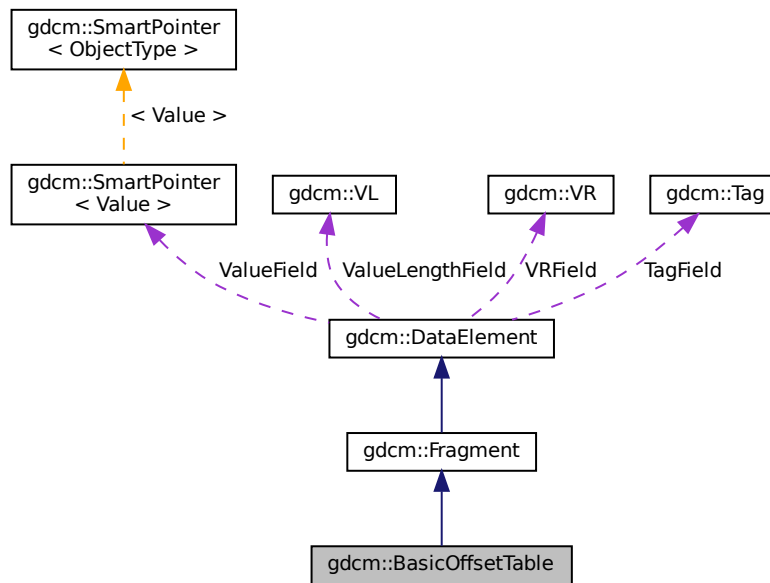 gdcm::SmartPointer
< ObjectType >
< Value >
gdcm::SmartPointer
< Value >
gdcm::VL
gdcm::VR
gdcm::Tag
ValueField
ValueLengthField
VRField
TagField
gdcm::DataElement
gdcm::Fragment
gdcm::BasicOffsetTable